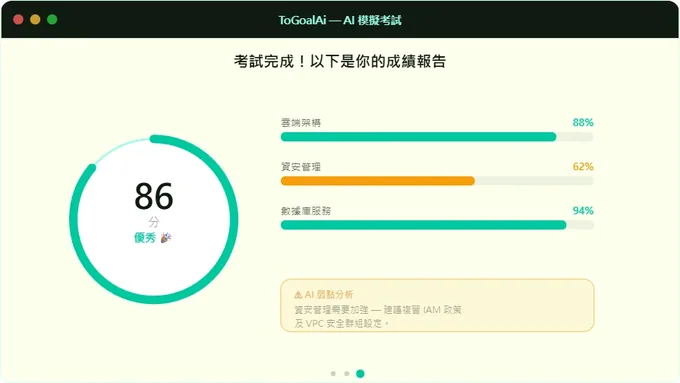 ToGoalAi — AI 模擬考試
考試完成！以下是你的成績報告
86
分
優秀 🎉
雲端架構 88%
資安管理 62%
數據庫服務 94%
⚠ AI 弱點分析
資安管理需要加強 — 建議複習 IAM 政策
及 VPC 安全群組設定。